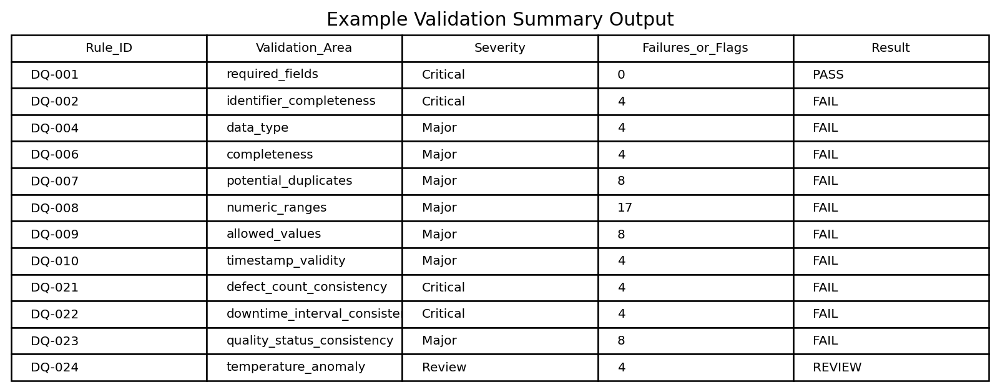 Example Validation Summary Output
Rule_ID Validation_Area Severity Failures_or_Flags Result
DQ-001 required_fields Critical 0 PASS
DQ-002 identifier_completeness Critical 4 FAIL
DQ-004 data_type Major 4 FAIL
DQ-006 completeness Major 4 FAIL
DQ-007 potential_duplicates Major 8 FAIL
DQ-008 numeric_ranges Major 17 FAIL
DQ-009 allowed_values Major 8 FAIL
DQ-010 timestamp_validity Major 4 FAIL
DQ-021 defect_count_consistency Critical 4 FAIL
DQ-022 downtime_interval_consiste Critical 4 FAIL
DQ-023 quality_status_consistency Major 8 FAIL
DQ-024 temperature_anomaly Review 4 REVIEW